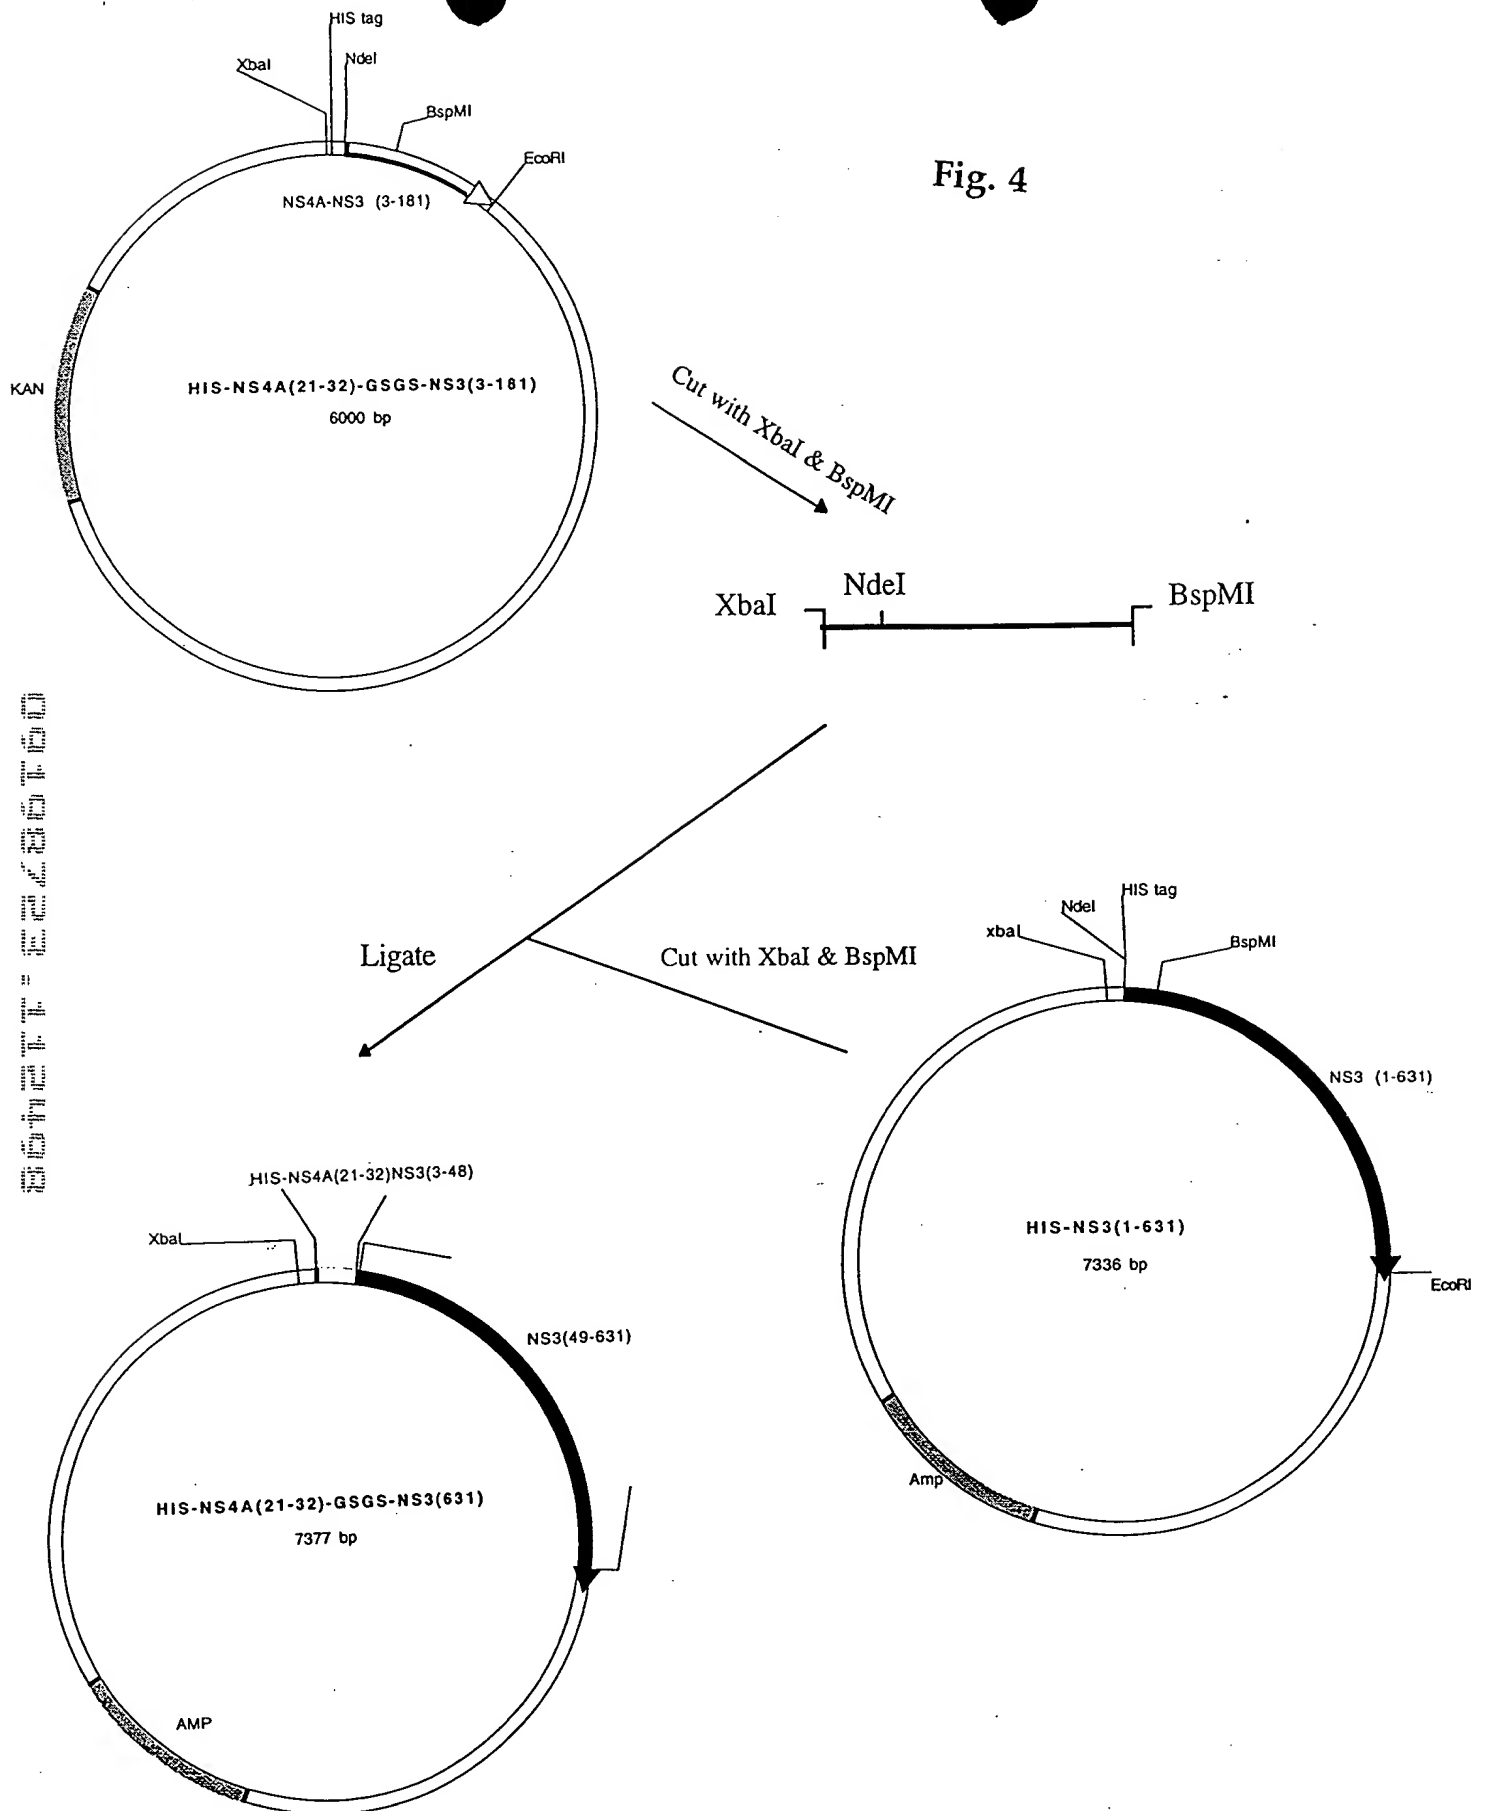 HIS tag
XbaI
NdeI
BspMI
EcoRI
Fig. 4
NS4A-NS3 (3-181)
KAN
HIS-NS4A(21-32)-GSGS-NS3(3-181)
6000 bp
Cut with XbaI & BspMI
XbaI
NdeI
BspMI
09198723-112498
Ligate
Cut with XbaI & BspMI
HIS tag
NdeI
xbaI
BspMI
NS3 (1-631)
HIS-NS3(1-631)
7336 bp
EcoRI
Amp
HIS-NS4A(21-32)NS3(3-48)
XbaI
NS3(49-631)
HIS-NS4A(21-32)-GSGS-NS3(631)
7377 bp
AMP